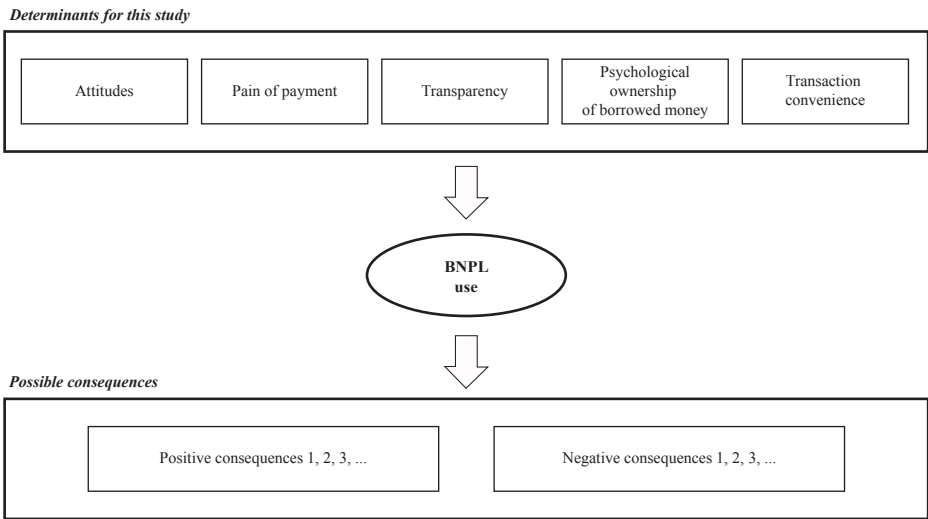 Determinants for this study
Attitudes
Pain of payment
Transparency
Psychological
ownership
of borrowed money
Transaction
convenience
BNPL
use
Possible consequences
Positive consequences 1, 2, 3, ...
Negative consequences 1, 2, 3, ...